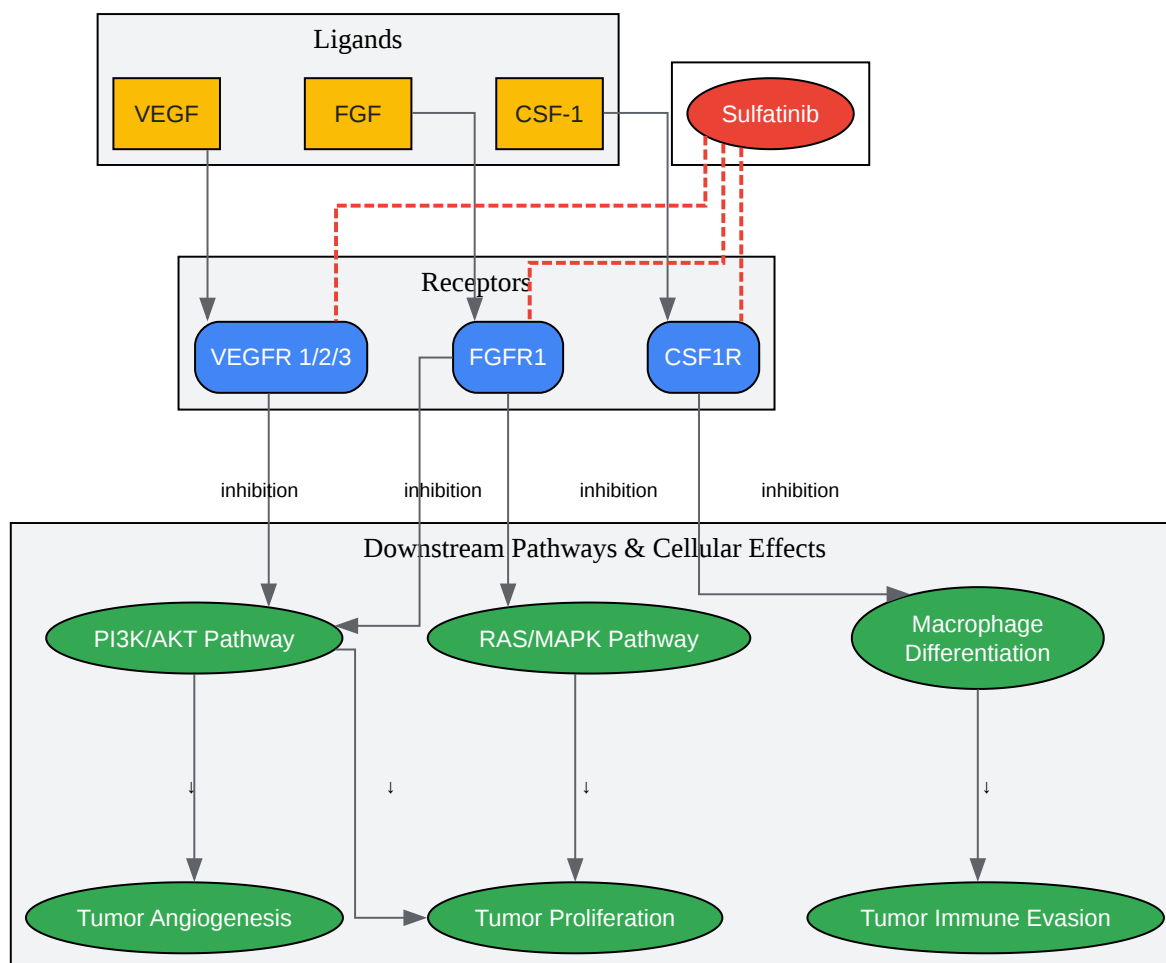 Ligands
VEGF
FGF
CSF-1
Sulfatinib
Receptors
VEGFR 1/2/3
FGFR1
CSF1R
inhibition
inhibition
inhibition
inhibition
Downstream Pathways & Cellular Effects
PI3K/AKT Pathway
RAS/MAPK Pathway
Macrophage
Differentiation
↓
↓
↓
↓
Tumor Angiogenesis
Tumor Proliferation
Tumor Immune Evasion